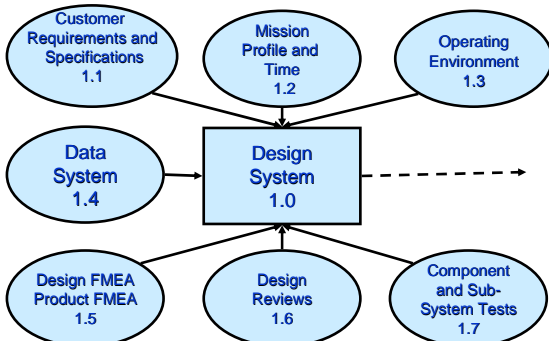 Customer
Requirements and
Specifications
1.1
Mission
Profile and
Time
1.2
Operating
Environment
1.3
Data
System
1.4
Design
System
1.0
Design FMEA
Product FMEA
1.5
Design
Reviews
1.6
Component
and Sub-
System Tests
1.7